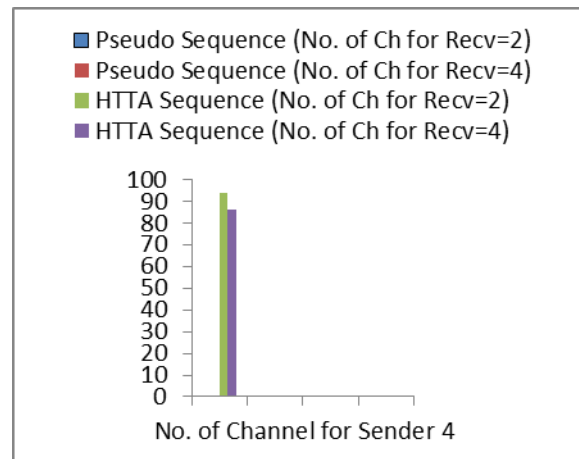 Pseudo Sequence (No. of Ch for Recv=2)
Pseudo Sequence (No. of Ch for Recv=4)
HTTA Sequence (No. of Ch for Recv=2)
HTTA Sequence (No. of Ch for Recv=4)
100
90
80
70
60
50
40
30
20
10
0
No. of Channel for Sender 4